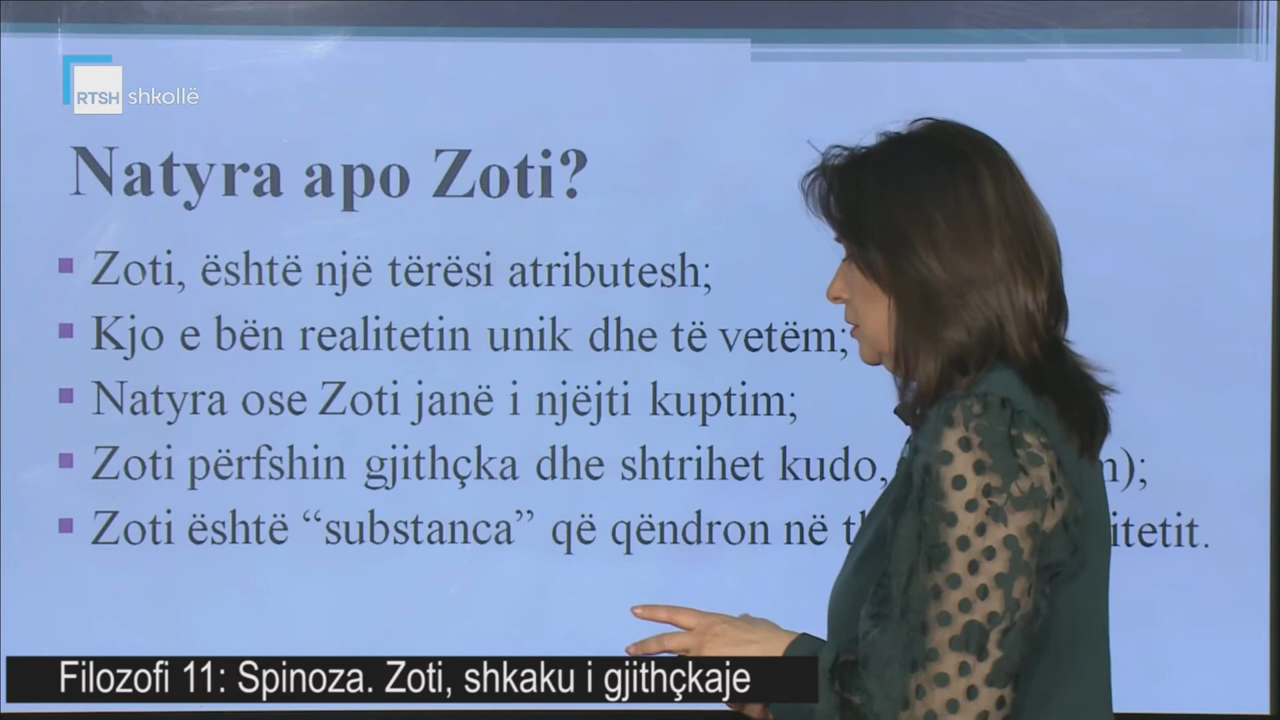 RTSH shkollë
Natyra apo Zoti?
Zoti, është një tërësi atributesh;
Kjo e bën realitetin unik dhe të vetëm;
Natyra ose Zoti janë i njëjti kuptim;
Zoti përfshin gjithçka dhe shtrihet kudo,
Zoti është “substanca” që qëndron në
Filozofi 11: Spinoza. Zoti, shkaku i gjithçkaje